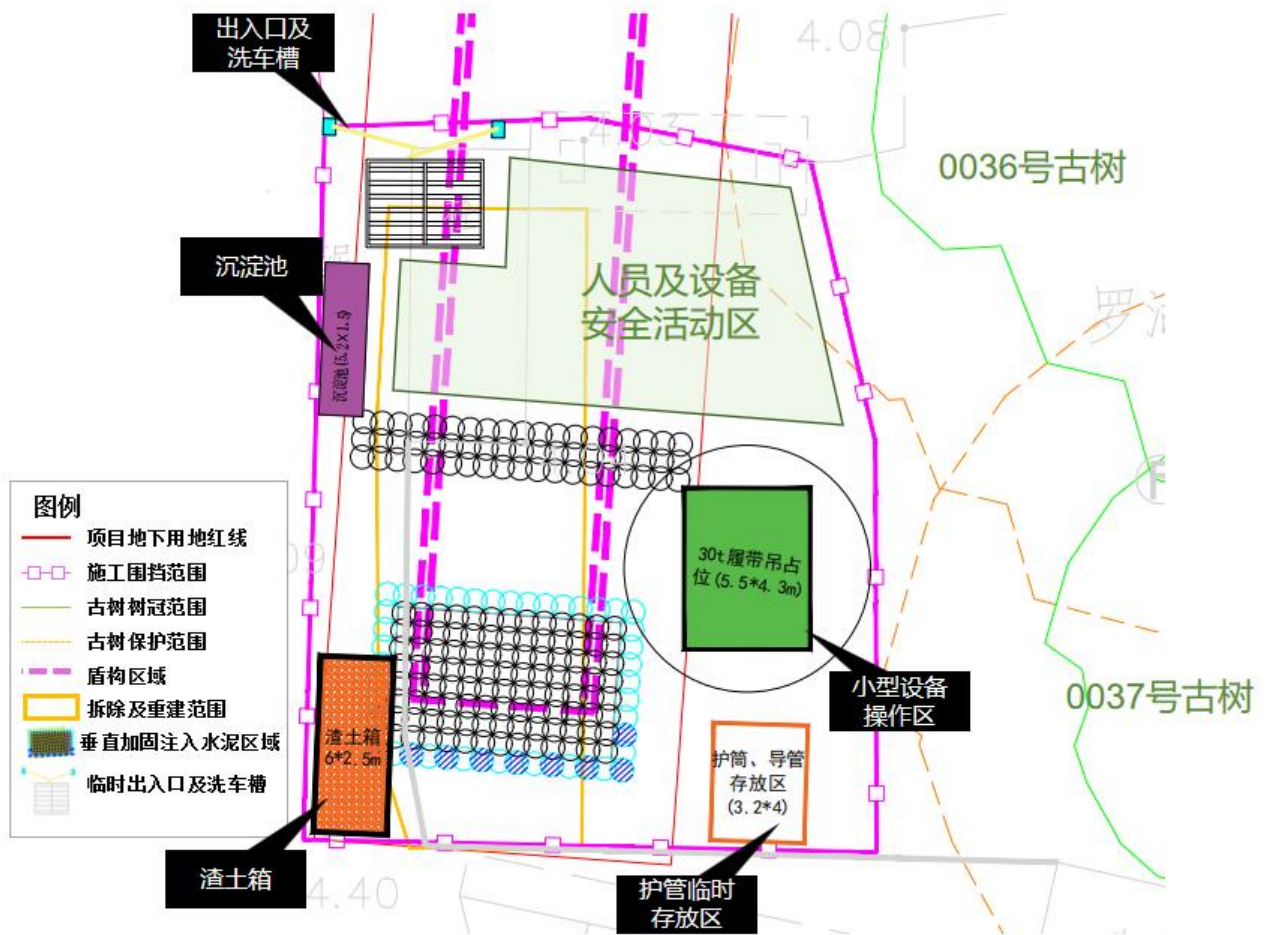 出入口及
洗车槽
4.08
4.03
0036号古树
沉淀池
人员及设备
安全活动区
罗
沉淀池(5.2×1.5)
图例
项目地下用地红线
施工围挡范围
古树树冠范围
古树保护范围
盾构区域
拆除及重建范围
垂直加固注入水泥区域
临时出入口及洗车槽
09
30t履带吊占
位(5.5*4.3m)
小型设备
操作区
0037号古树
渣土箱
6*2.5m
护筒、导管
存放区
(3.2*4)
渣土箱
4.40
护管临时
存放区